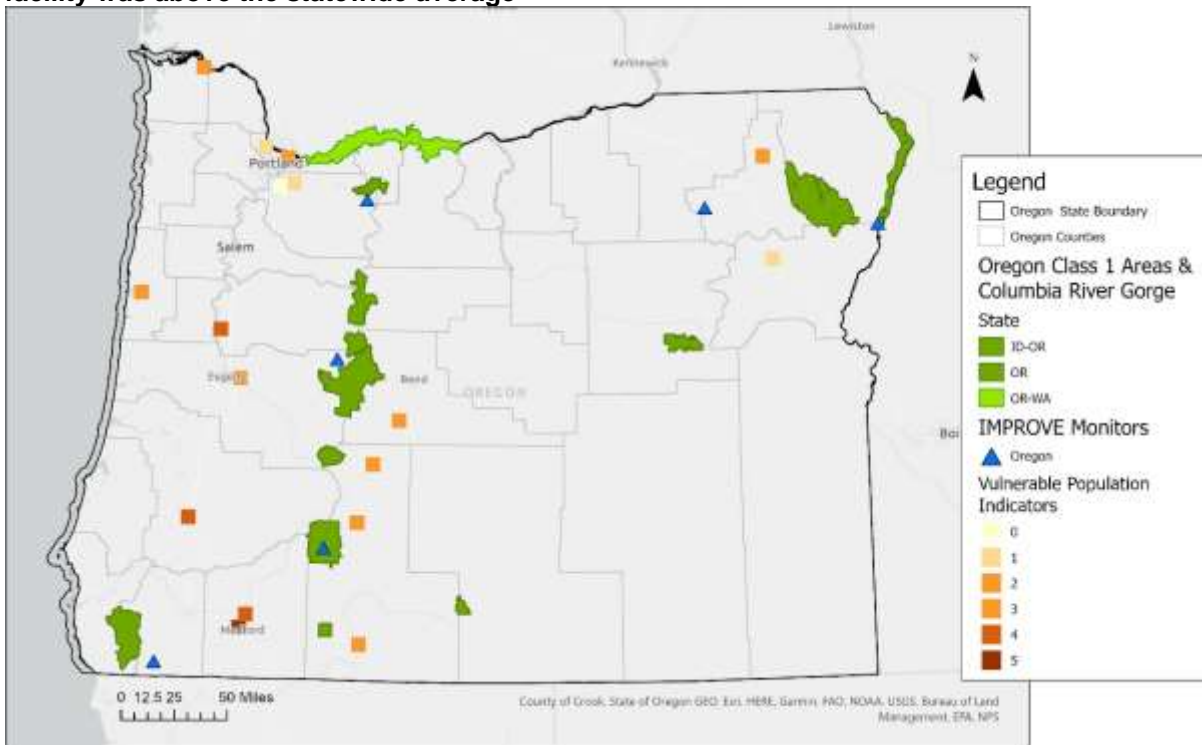 facility was above the statewide average
Lewiston
Kennewick
N
Portland
Salem
Bend
OREGON
Medford
0 12.5 25 50 Miles
County of Crook, State of Oregon GEO, Esri, HERE, Garmin, FAO, NOAA, USGS, Bureau of Land
Management, EPA, NPS
Legend
Oregon State Boundary
Oregon Counties
Oregon Class 1 Areas &
Columbia River Gorge
State
ID-OR
OR
OR-WA
IMPROVE Monitors
Oregon
Vulnerable Population
Indicators
0
1
2
3
4
5